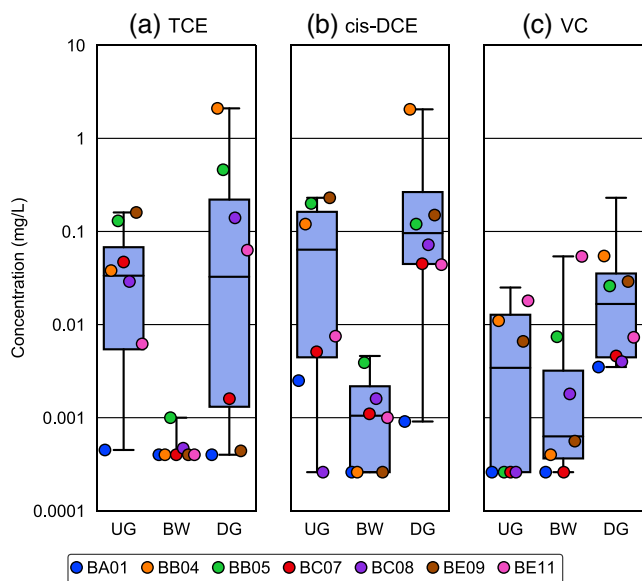 (a) TCE (b) cis-DCE (c) VC
Concentration (mg/L)
10
1
0.1
0.01
0.001
0.0001
UG BW DG UG BW DG UG BW DG
BA01 BB04 BB05 BC07 BC08 BE09 BE11